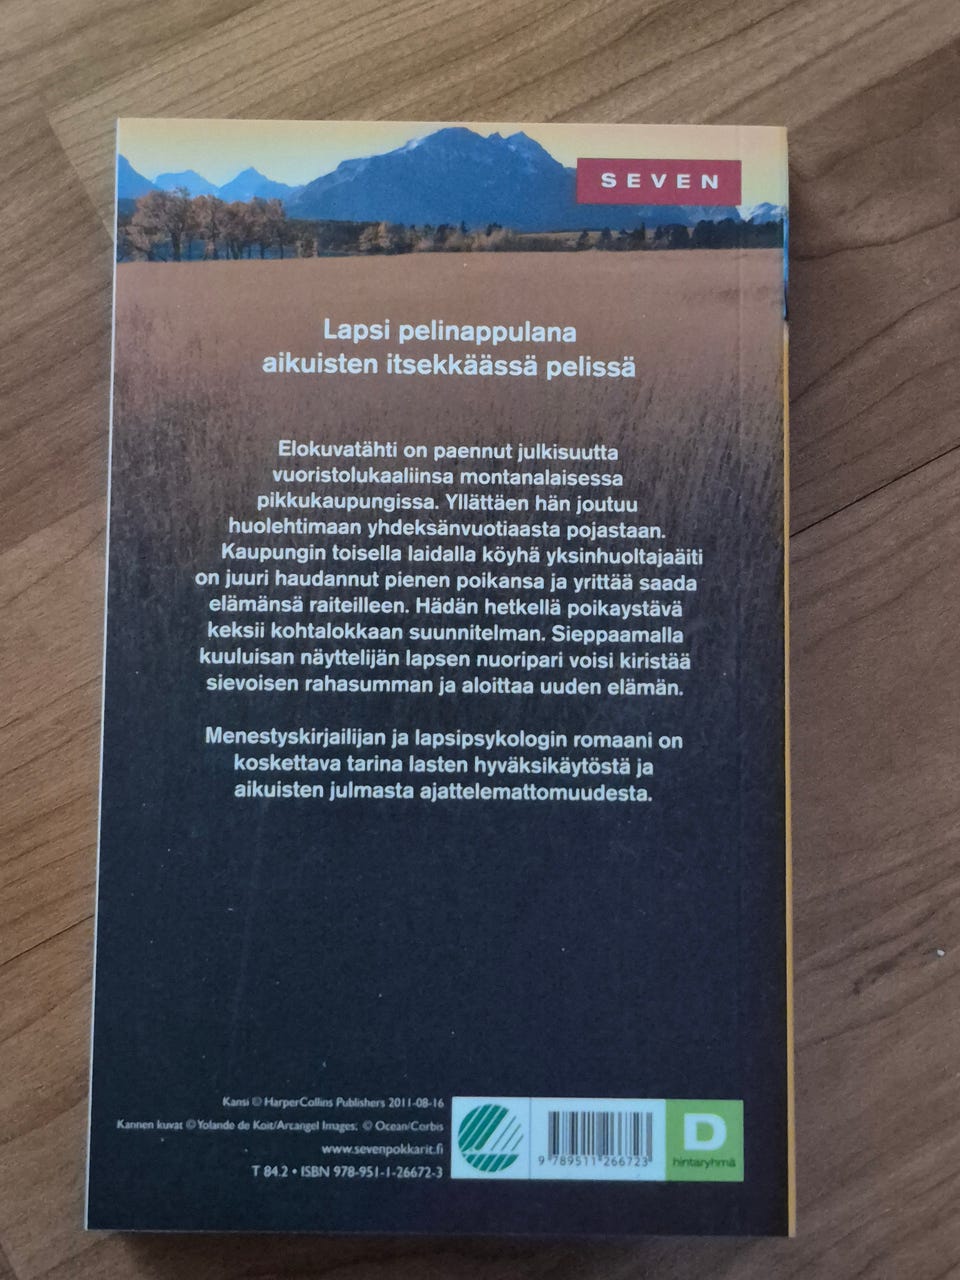 SEVEN
Lapsi pelinappulana
aikuisten itsekkäässä pelissä
Elokuvatähti on paennut julkisuutta
vuoristolukaaliinsa montanalaisessa
pikkukaupungissa. Yllättäen hän joutuu
huolehtimaan yhdeksänvuotiaasta pojastaan.
Kaupungin toisella laidalla köyhä yksinhuoltajaäiti
on juuri haudannut pienen poikansa ja yrittää saada
elämänsä raiteilleen. Hädän hetkellä poikaystävä
keksii kohtalokkaan suunnitelman. Sieppaamalla
kuuluisan näyttelijän lapsen nuoripari voisi kiristää
sievoisen rahasumman ja aloittaa uuden elämän.
Menestyskirjailijan ja lapsipsykologin romaani on
koskettava tarina lasten hyväksikäytöstä ja
aikuisten julmasta ajattelemattomuudesta.
Kansi © HarperCollins Publishers 2011-08-16
Kannen kuvat © Yolande de Koit/Arcangel Images; © Ocean/Corbis
www.sevenpokkarit.fi
T 84.2 • ISBN 978-951-1-26672-3
9 789511 266723
D
hintaryhmä